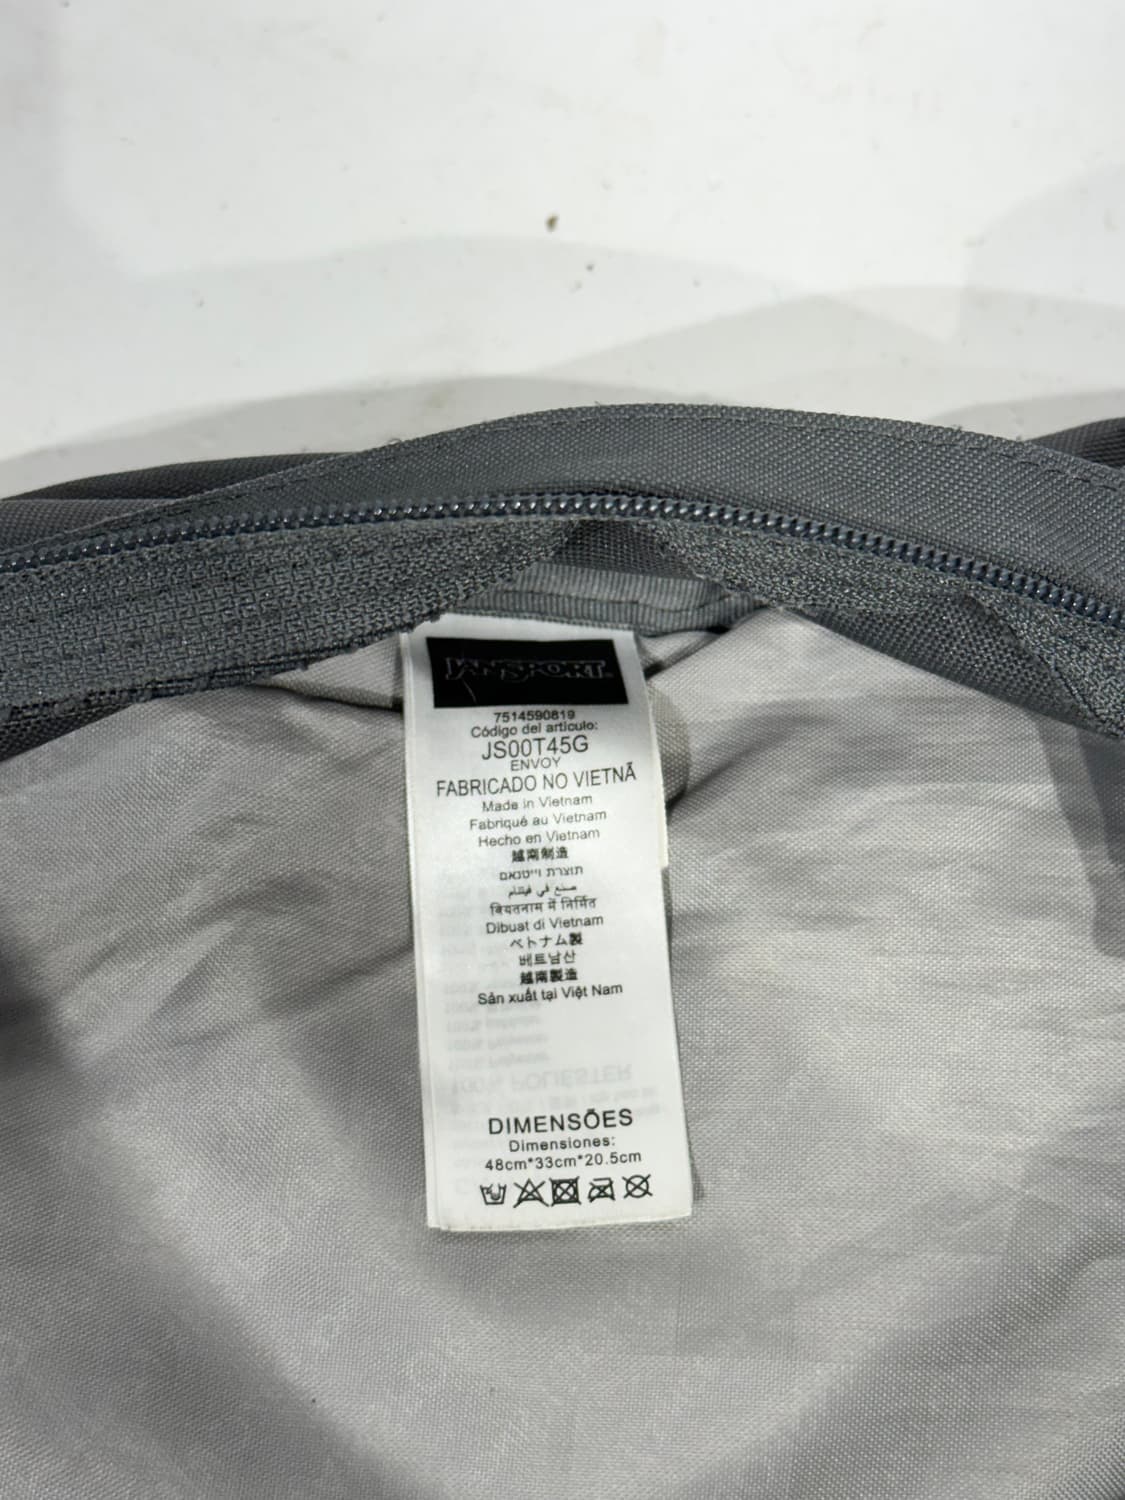 JANSPORT
7514590819
Código del artículo:
JS00T45G
ENVOY
FABRICADO NO VIETNÃ
Made in Vietnam
Fabriqué au Vietnam
Hecho en Vietnam
越南制造
תוצרת וייטנאם
صنع في فيتنام
वियतनाम में निर्मित
Dibuat di Vietnam
ベトナム製
베트남산
越南製造
Sản xuất tại Việt Nam
100% POLIÉSTER
DIMENSÕES
Dimensiones:
48cm*33cm*20.5cm